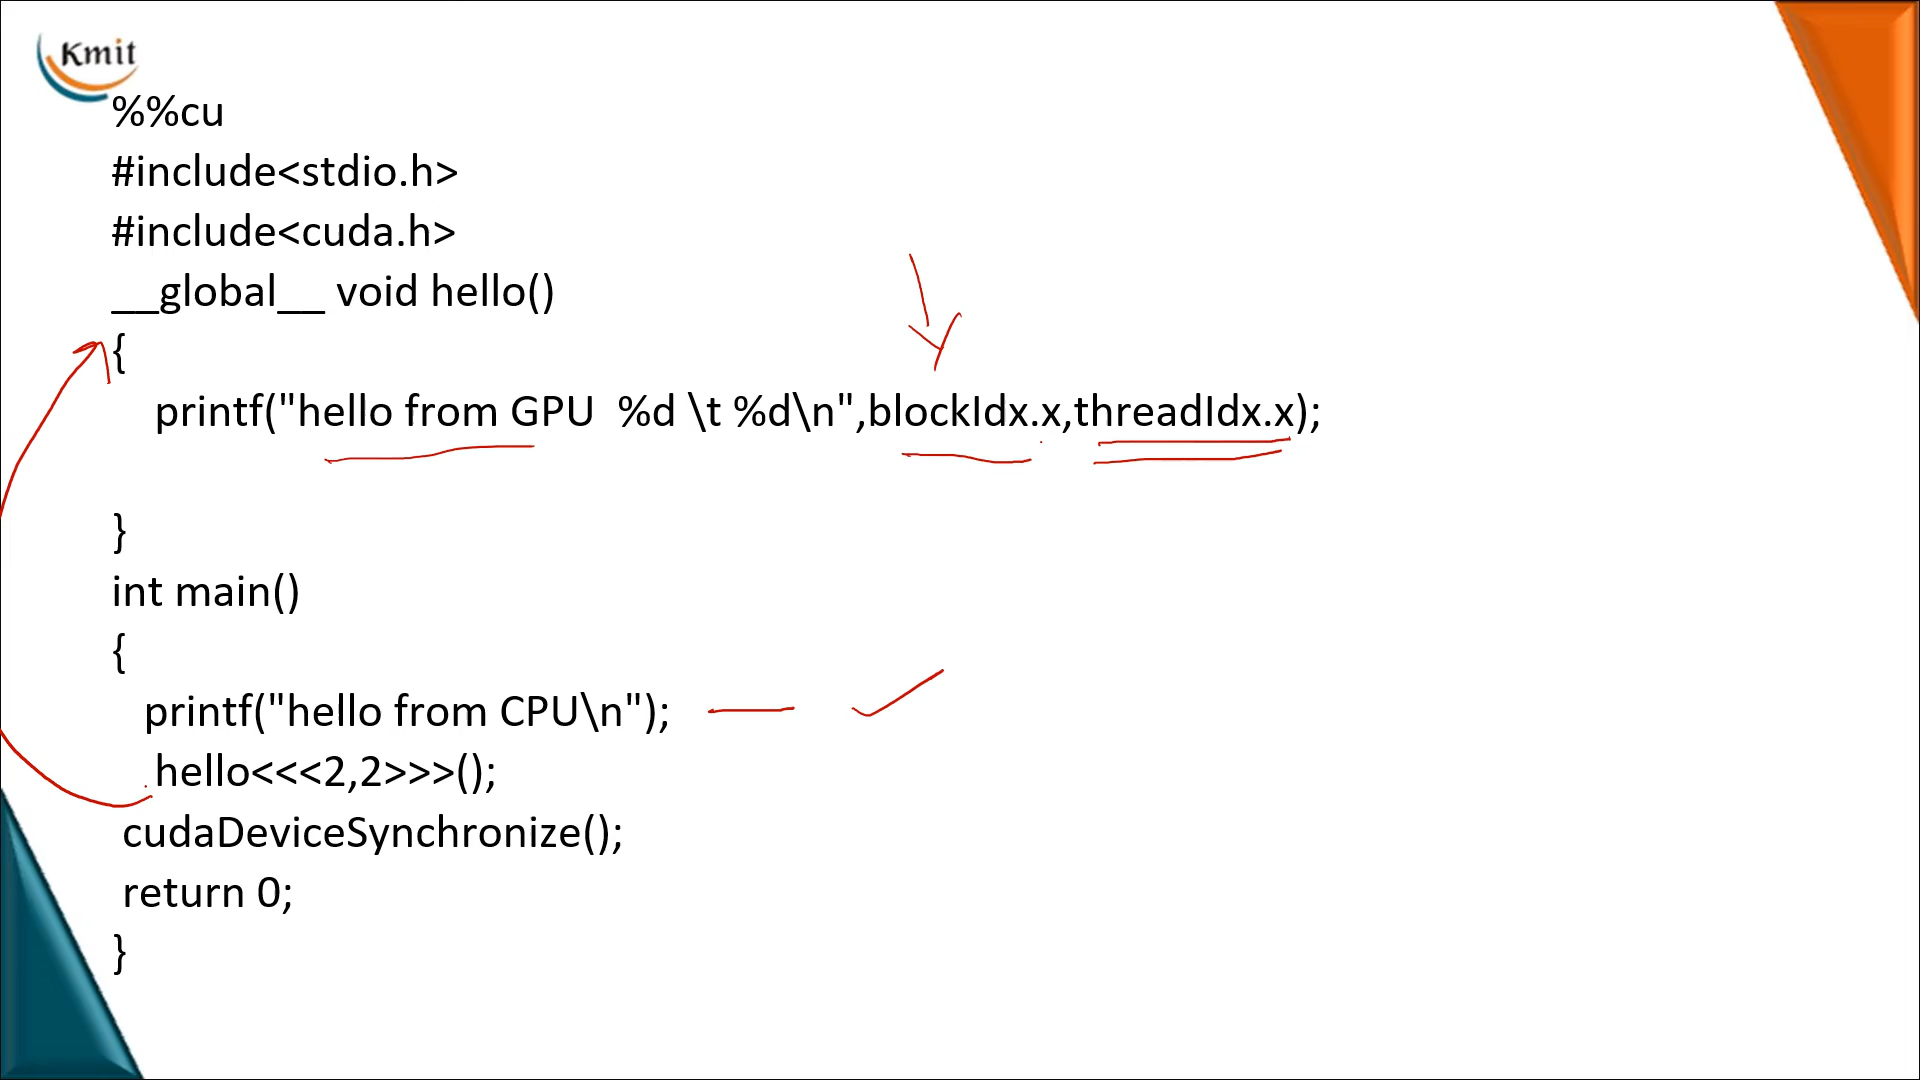 Kmit
%%cu
#include<stdio.h>
#include<cuda.h>
__global__ void hello()
{
printf("hello from GPU  %d \t %d\n",blockIdx.x,threadIdx.x);
}
int main()
{
printf("hello from CPU\n");
hello<<<2,2>>>();
cudaDeviceSynchronize();
return 0;
}